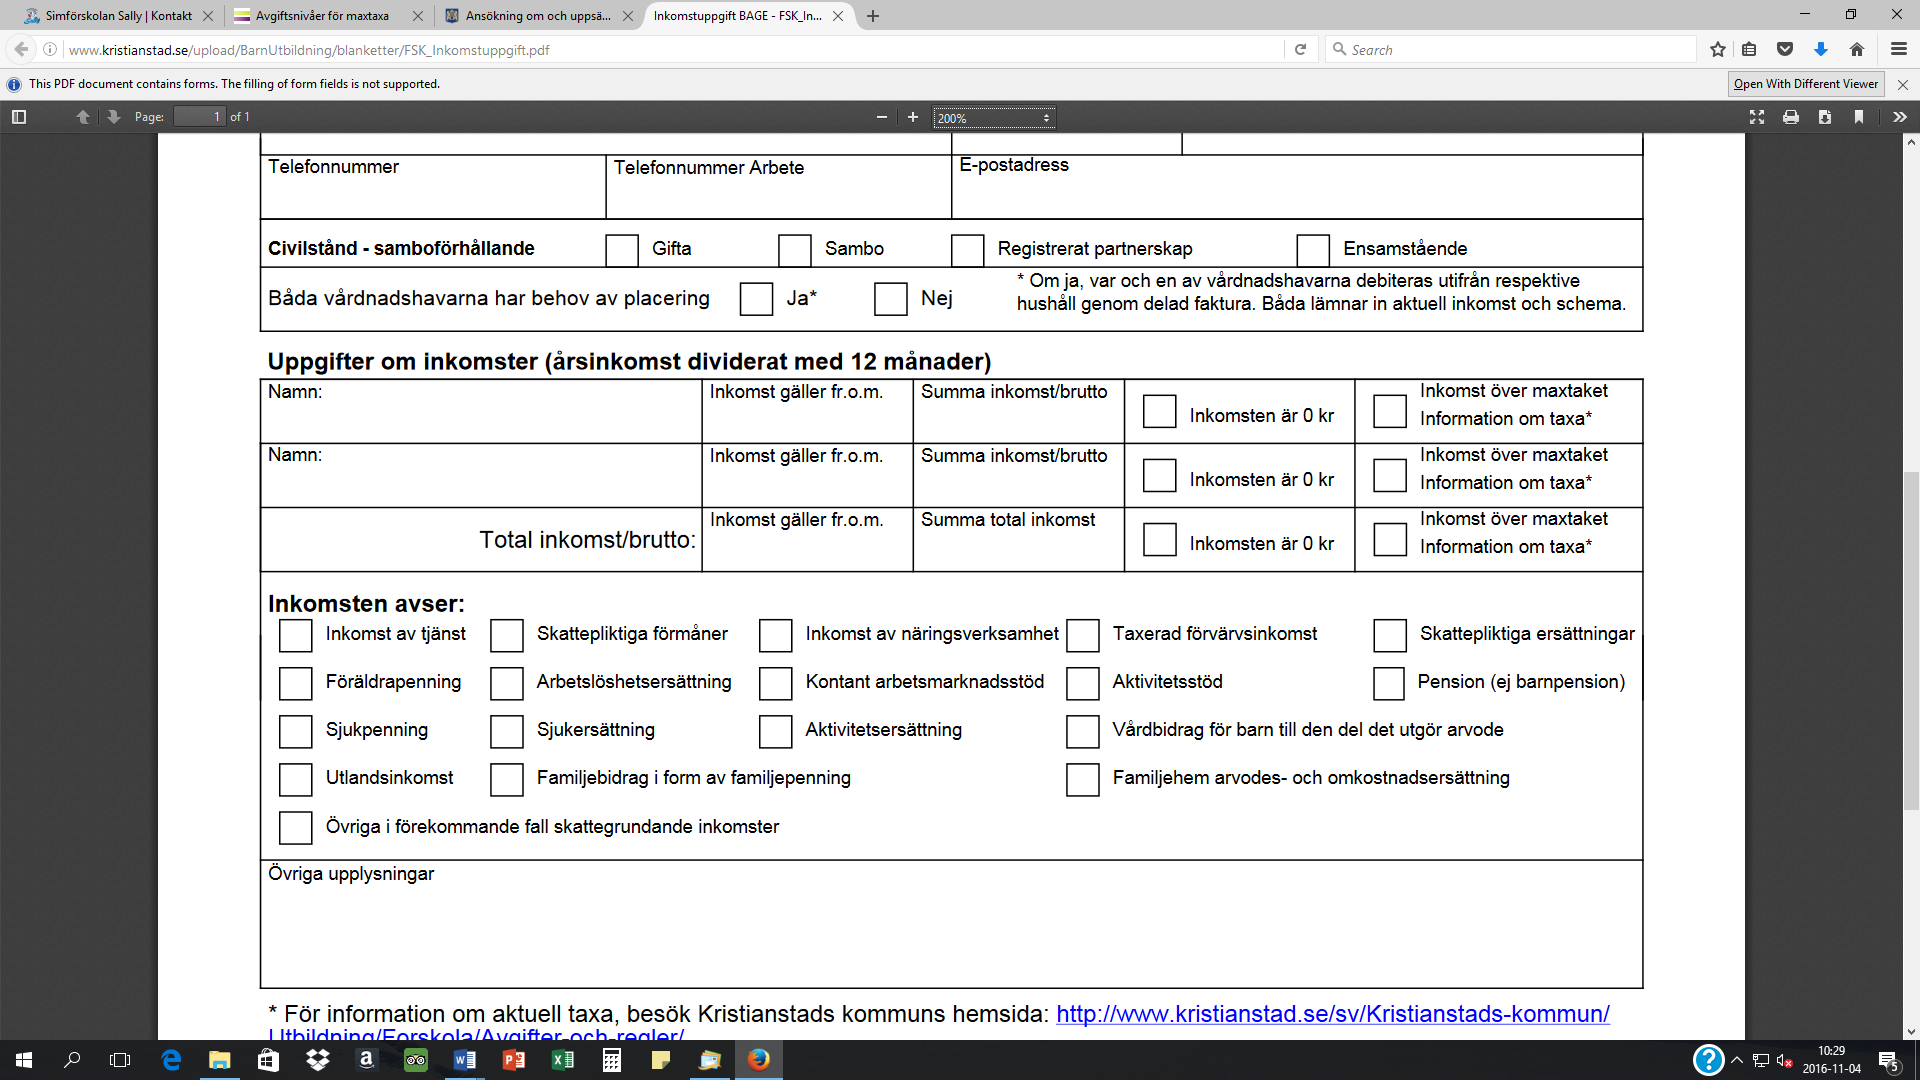 Simförskolan Sally | Kontakt
Avgiftsnivåer för maxtaxa
Ansökning om och uppsä...
Inkomstuppgift BAGE - FSK_In...
www.kristianstad.se/upload/BarnUtbildning/blanketter/FSK_Inkomstuppgift.pdf
Search
This PDF document contains forms. The filling of form fields is not supported.
Open With Different Viewer
Page: 1 of 1
200%
Telefonnummer
Telefonnummer Arbete
E-postadress
Civilstånd - samboförhållande
Gifta
Sambo
Registrerat partnerskap
Ensamstående
Båda vårdnadshavarna har behov av placering
Ja*
Nej
* Om ja, var och en av vårdnadshavarna debiteras utifrån respektive
hushåll genom delad faktura. Båda lämnar in aktuell inkomst och schema.
Uppgifter om inkomster (årsinkomst dividerat med 12 månader)
Namn:
Inkomst gäller fr.o.m.
Summa inkomst/brutto
Inkomsten är 0 kr
Inkomst över maxtaket
Information om taxa*
Namn:
Inkomst gäller fr.o.m.
Summa inkomst/brutto
Inkomsten är 0 kr
Inkomst över maxtaket
Information om taxa*
Total inkomst/brutto:
Inkomst gäller fr.o.m.
Summa total inkomst
Inkomsten är 0 kr
Inkomst över maxtaket
Information om taxa*
Inkomsten avser:
Inkomst av tjänst
Skattepliktiga förmåner
Inkomst av näringsverksamhet
Taxerad förvärvsinkomst
Skattepliktiga ersättningar
Föräldrapenning
Arbetslöshetsersättning
Kontant arbetsmarknadsstöd
Aktivitetsstöd
Pension (ej barnpension)
Sjukpenning
Sjukersättning
Aktivitetsersättning
Vårdbidrag för barn till den del det utgör arvode
Utlandsinkomst
Familjebidrag i form av familjepenning
Familjehem arvodes- och omkostnadsersättning
Övriga i förekommande fall skattegrundande inkomster
Övriga upplysningar
* För information om aktuell taxa, besök Kristianstads kommuns hemsida: http://www.kristianstad.se/sv/Kristianstads-kommun/
Utbildning/Forskola/Avgifter-och-regler/
10:29
2016-11-04
5